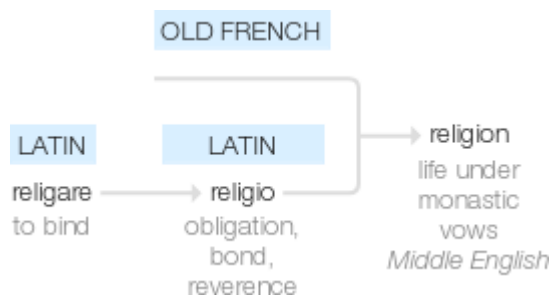 OLD FRENCH
LATIN
religare
to bind
LATIN
religio
obligation,
bond,
reverence
religion
life under
monastic
vows
Middle English